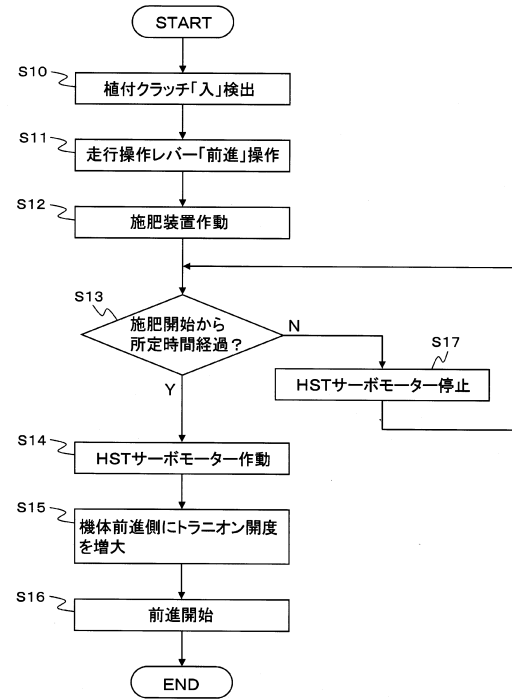 START
S10
植付クラッチ「入」検出
S11
走行操作レバー「前進」操作
S12
施肥装置作動
S13
施肥開始から
所定時間経過？
N
S17
HSTサーボモーター停止
Y
S14
HSTサーボモーター作動
S15
機体前進側にトラニオン開度
を増大
S16
前進開始
END